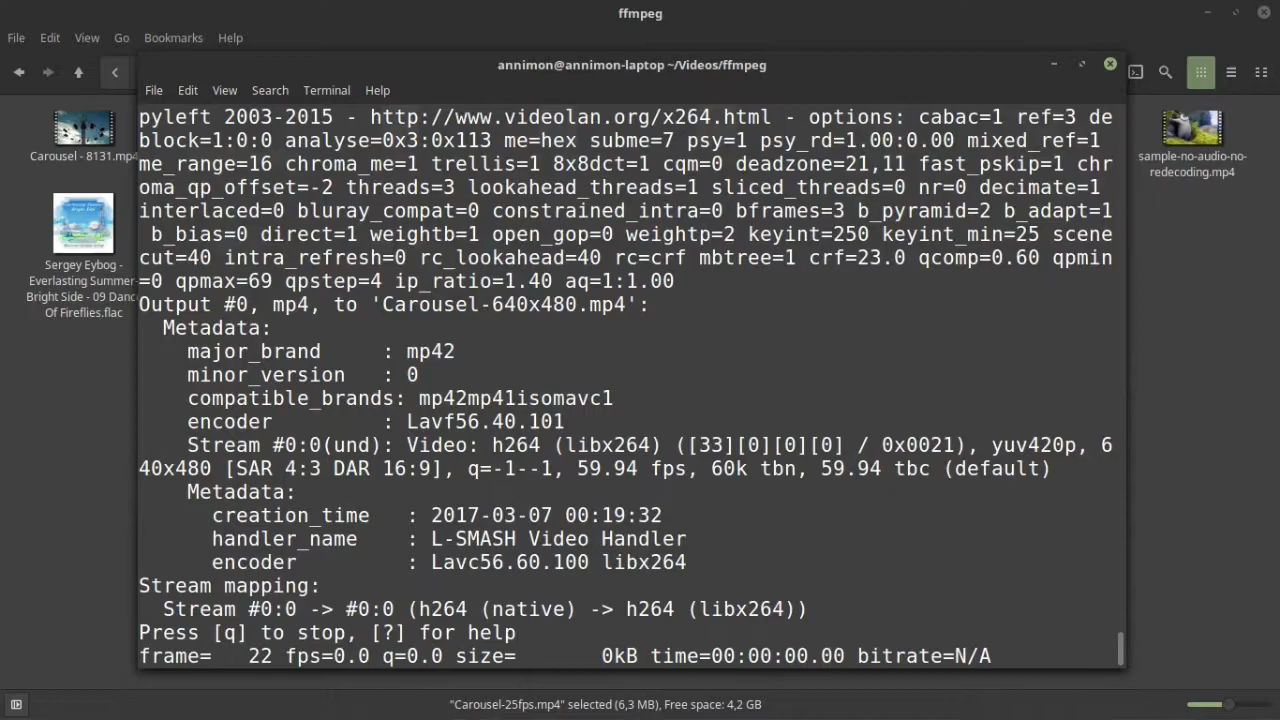 ffmpeg
File Edit View Go Bookmarks Help
annimon@annimon-laptop ~/Videos/ffmpeg
File Edit View Search Terminal Help
pyleft 2003-2015 - http://www.videolan.org/x264.html - options: cabac=1 ref=3 de
block=1:0:0 analyse=0x3:0x113 me=hex subme=7 psy=1 psy_rd=1.00:0.00 mixed_ref=1
me_range=16 chroma_me=1 trellis=1 8x8dct=1 cqm=0 deadzone=21,11 fast_pskip=1 chr
oma_qp_offset=-2 threads=3 lookahead_threads=1 sliced_threads=0 nr=0 decimate=1
interlaced=0 bluray_compat=0 constrained_intra=0 bframes=3 b_pyramid=2 b_adapt=1
b_bias=0 direct=1 weightb=1 open_gop=0 weightp=2 keyint=250 keyint_min=25 scene
cut=40 intra_refresh=0 rc_lookahead=40 rc=crf mbtree=1 crf=23.0 qcomp=0.60 qpmin
=0 qpmax=69 qpstep=4 ip_ratio=1.40 aq=1:1.00
Output #0, mp4, to 'Carousel-640x480.mp4':
Metadata:
major_brand : mp42
minor_version : 0
compatible_brands: mp42mp41isomavc1
encoder : Lavf56.40.101
Stream #0:0(und): Video: h264 (libx264) ([33][0][0][0] / 0x0021), yuv420p, 6
40x480 [SAR 4:3 DAR 16:9], q=-1--1, 59.94 fps, 60k tbn, 59.94 tbc (default)
Metadata:
creation_time : 2017-03-07 00:19:32
handler_name : L-SMASH Video Handler
encoder : Lavc56.60.100 libx264
Stream mapping:
Stream #0:0 -> #0:0 (h264 (native) -> h264 (libx264))
Press [q] to stop, [?] for help
frame= 22 fps=0.0 q=0.0 size= 0kB time=00:00:00.00 bitrate=N/A
Carousel - 8131.mp4
Sergey Eybog -
Everlasting Summer-
Bright Side - 09 Danc
Of Fireflies.flac
sample-no-audio-no-
redecoding.mp4
"Carousel-25fps.mp4" selected (6,3 MB), Free space: 4,2 GB